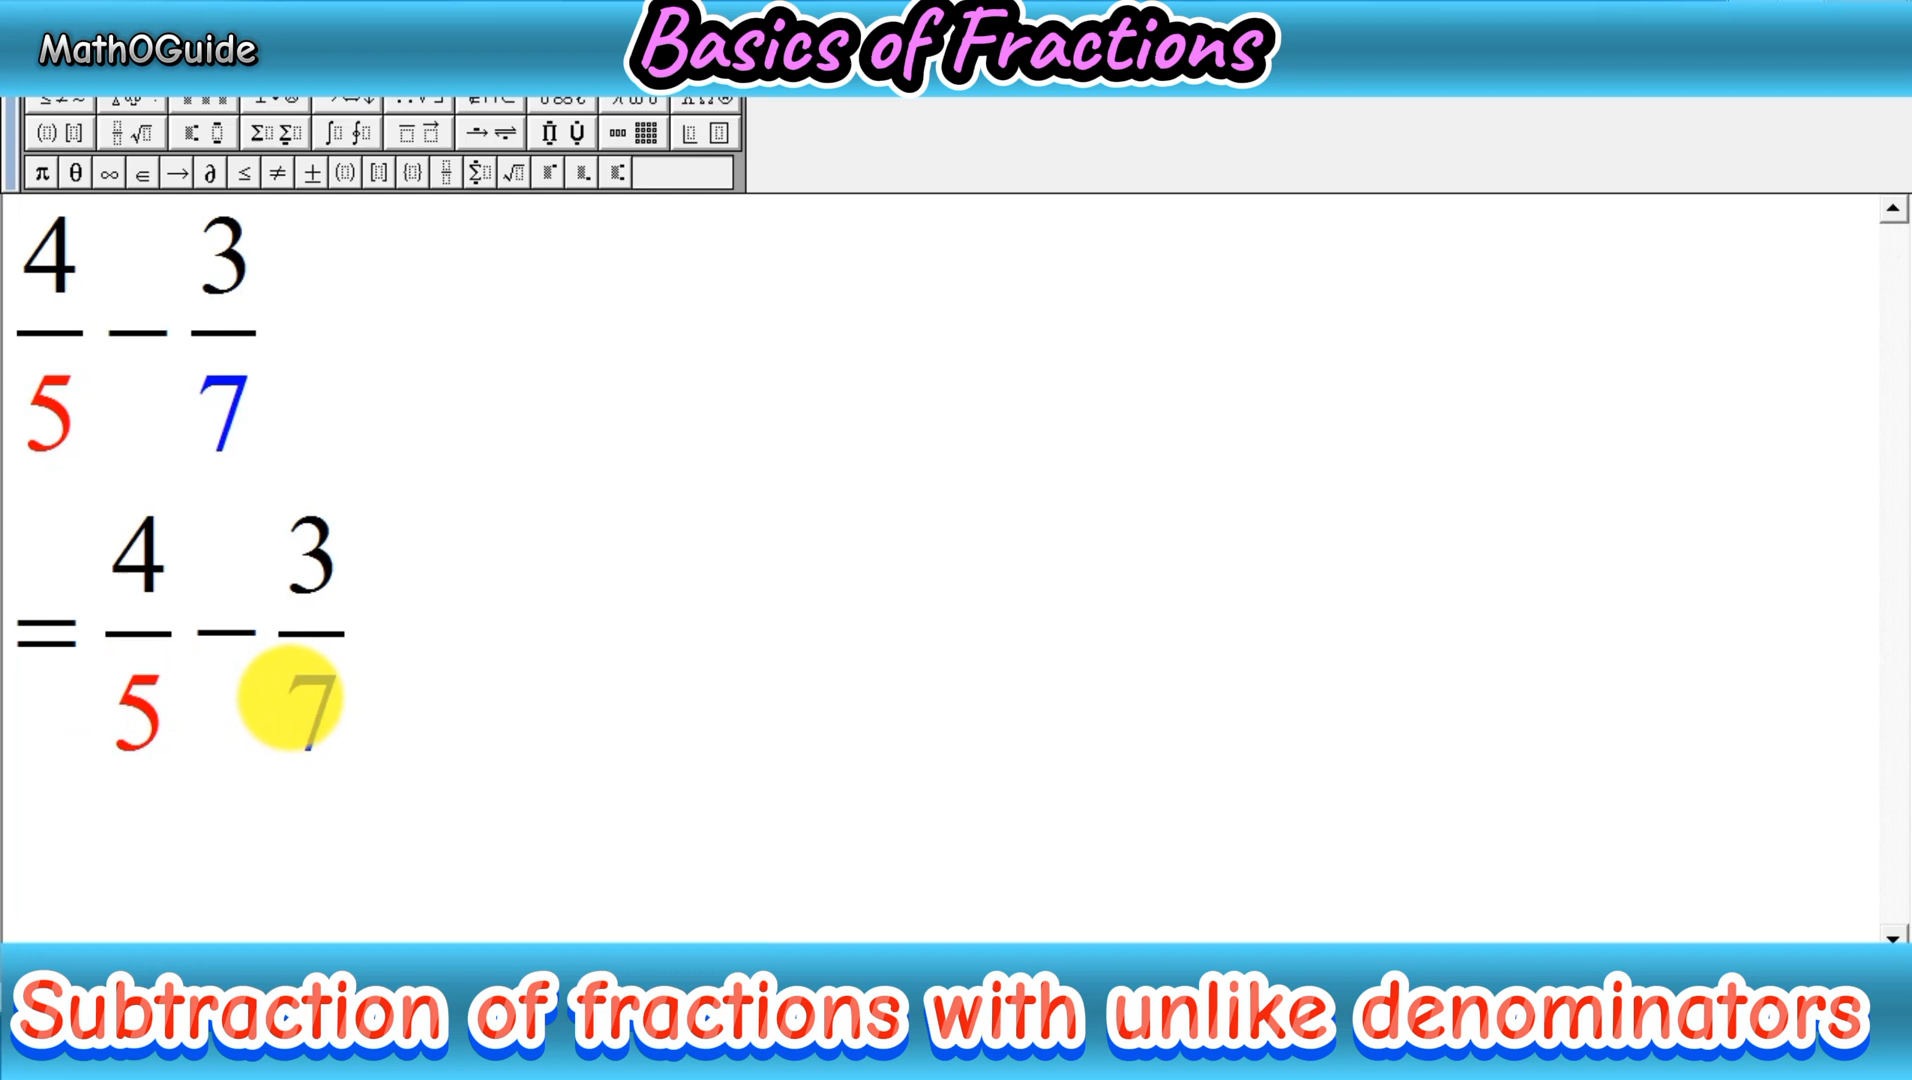 MathOGuide
Basics of Fractions
π θ ∞ ∈ → ∂ ≤ ≠ ±
4/5 − 3/7
= 4/5 − 3/7
Subtraction of fractions with unlike denominators